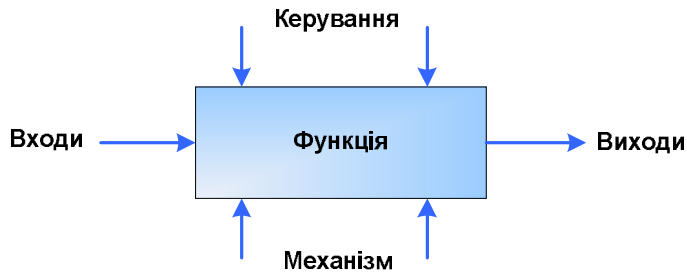 Керування
Входи
Функція
Виходи
Механізм